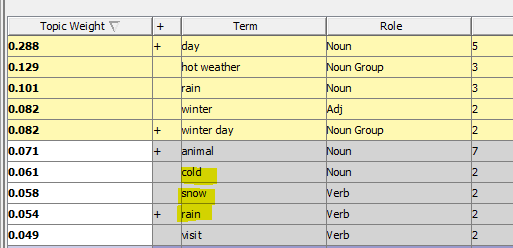 Topic Weight + Term Role
0.288 + day Noun 5
0.129 hot weather Noun Group 3
0.101 rain Noun 3
0.082 winter Adj 2
0.082 + winter day Noun Group 2
0.071 + animal Noun 7
0.061 cold Noun 2
0.058 snow Verb 2
0.054 + rain Verb 2
0.049 visit Verb 2